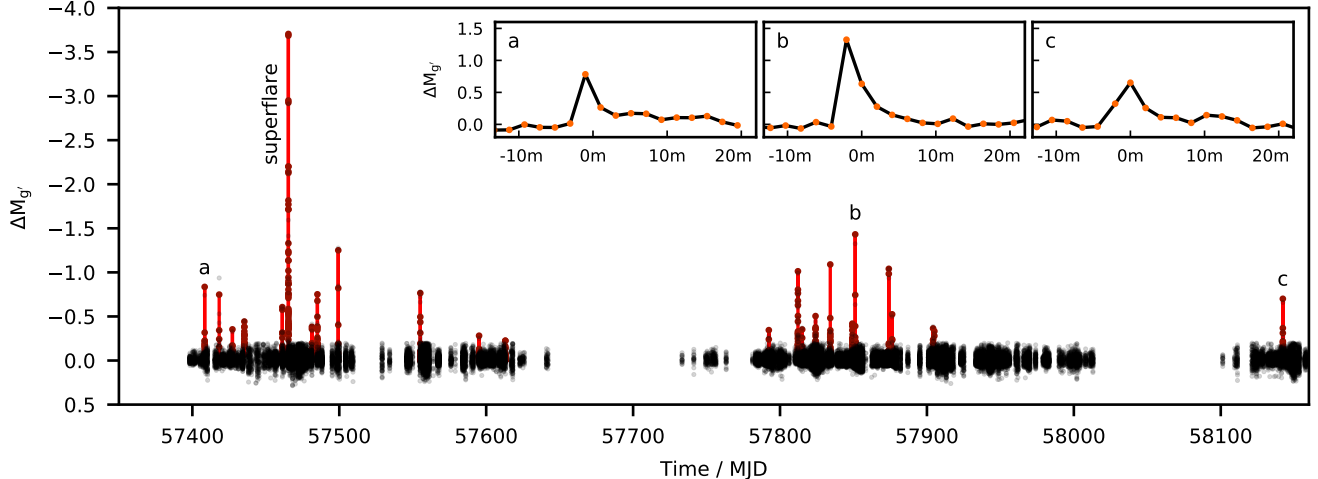 −4.0
−3.5
−3.0
−2.5
−2.0
−1.5
−1.0
−0.5
0.0
0.5
ΔMg′
superflare
a
b
c
1.5
1.0
0.5
0.0
ΔMg′
a
-10m 0m 10m 20m
b
-10m 0m 10m 20m
c
-10m 0m 10m 20m
57400 57500 57600 57700 57800 57900 58000 58100
Time / MJD